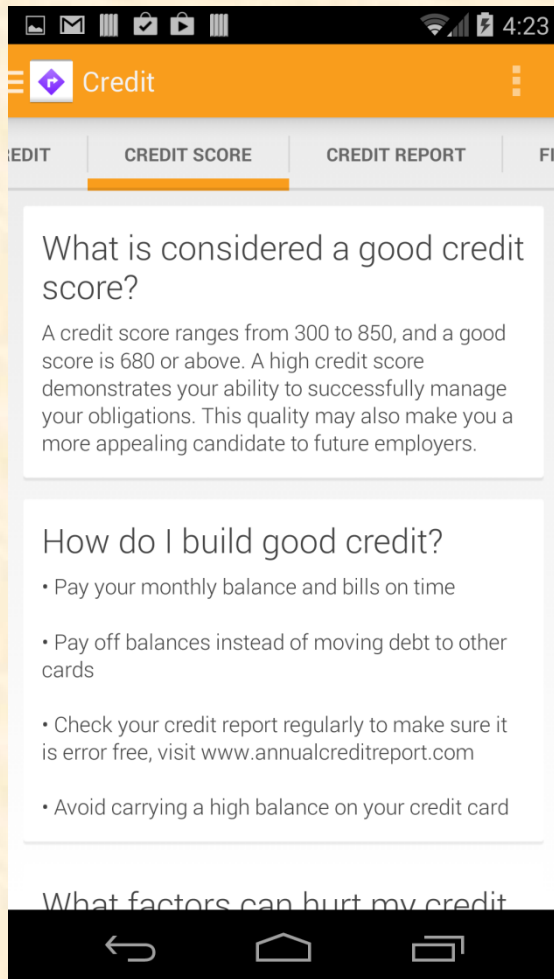 4:23
Credit
EDIT
CREDIT SCORE
CREDIT REPORT
What is considered a good credit
score?
A credit score ranges from 300 to 850, and a good
score is 680 or above. A high credit score
demonstrates your ability to successfully manage
your obligations. This quality may also make you a
more appealing candidate to future employers.
How do I build good credit?
• Pay your monthly balance and bills on time
• Pay off balances instead of moving debt to other
cards
• Check your credit report regularly to make sure it
is error free, visit www.annualcreditreport.com
• Avoid carrying a high balance on your credit card
What factors can hurt my credit